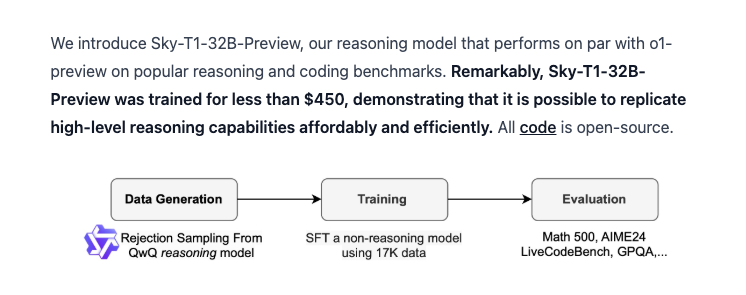 We introduce Sky-T1-32B-Preview, our reasoning model that performs on par with o1-
preview on popular reasoning and coding benchmarks. Remarkably, Sky-T1-32B-
Preview was trained for less than $450, demonstrating that it is possible to replicate
high-level reasoning capabilities affordably and efficiently. All code is open-source.
Data Generation
Training
Evaluation
Rejection Sampling From
QwQ reasoning model
SFT a non-reasoning model
using 17K data
Math 500, AIME24
LiveCodeBench, GPQA,...